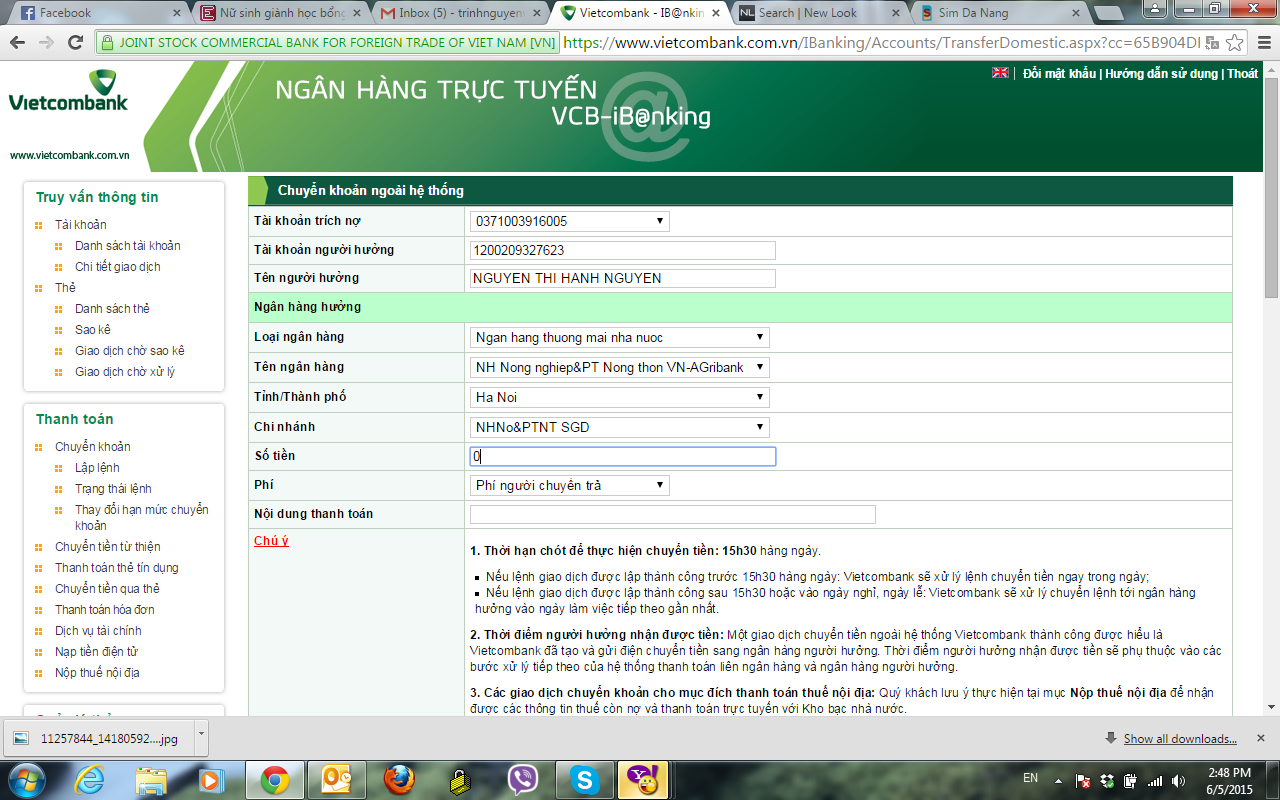 Facebook
Nữ sinh giành học bổng
Inbox (5) - trinhnguyen
Vietcombank - IB@nkin
NL Search | New Look
S Sim Da Nang
JOINT STOCK COMMERCIAL BANK FOR FOREIGN TRADE OF VIET NAM [VN]
https://www.vietcombank.com.vn/IBanking/Accounts/TransferDomestic.aspx?cc=65B904D
Vietcombank
www.vietcombank.com.vn
NGÂN HÀNG TRỰC TUYẾN
VCB-iB@nking
@
Đổi mật khẩu | Hướng dẫn sử dụng | Thoát
Truy vấn thông tin
Tài khoản
Danh sách tài khoản
Chi tiết giao dịch
Thẻ
Danh sách thẻ
Sao kê
Giao dịch chờ sao kê
Giao dịch chờ xử lý
Thanh toán
Chuyển khoản
Lập lệnh
Trạng thái lệnh
Thay đổi hạn mức chuyển
khoản
Chuyển tiền từ thiện
Thanh toán thẻ tín dụng
Chuyển tiền qua thẻ
Thanh toán hóa đơn
Dịch vụ tài chính
Nạp tiền điện tử
Nộp thuế nội địa
Chuyển khoản ngoài hệ thống
Tài khoản trích nợ 0371003916005
Tài khoản người hưởng 1200209327623
Tên người hưởng NGUYEN THI HANH NGUYEN
Ngân hàng hưởng
Loại ngân hàng Ngan hang thuong mai nha nuoc
Tên ngân hàng NH Nong nghiep&PT Nong thon VN-AGribank
Tỉnh/Thành phố Ha Noi
Chi nhánh NHNo&PTNT SGD
Số tiền 0
Phí Phí người chuyển trả
Nội dung thanh toán
Chú ý
1. Thời hạn chót để thực hiện chuyển tiền: 15h30 hàng ngày.
Nếu lệnh giao dịch được lập thành công trước 15h30 hàng ngày: Vietcombank sẽ xử lý lệnh chuyển tiền ngay trong ngày;
Nếu lệnh giao dịch được lập thành công sau 15h30 hoặc vào ngày nghỉ, ngày lễ: Vietcombank sẽ xử lý chuyển lệnh tới ngân hàng
hưởng vào ngày làm việc tiếp theo gần nhất.
2. Thời điểm người hưởng nhận được tiền: Một giao dịch chuyển tiền ngoài hệ thống Vietcombank thành công được hiểu là
Vietcombank đã tạo và gửi điện chuyển tiền sang ngân hàng người hưởng. Thời điểm người hưởng nhận được tiền sẽ phụ thuộc vào các
bước xử lý tiếp theo của hệ thống thanh toán liên ngân hàng và ngân hàng người hưởng.
3. Các giao dịch chuyển khoản cho mục đích thanh toán thuế nội địa: Quý khách lưu ý thực hiện tại mục Nộp thuế nội địa để nhận
được các thông tin thuế còn nợ và thanh toán trực tuyến với Kho bạc nhà nước.
11257844_14180592....jpg
Show all downloads...
EN
2:48 PM
6/5/2015